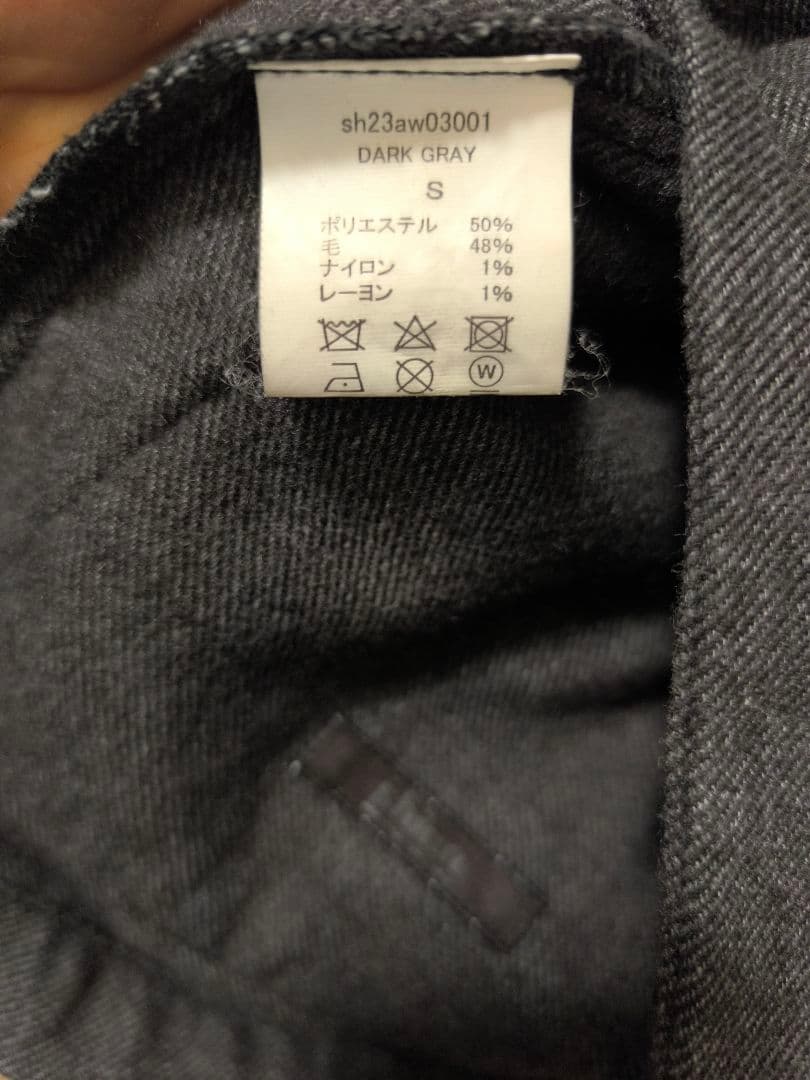 sh23aw03001
DARK GRAY
S
ポリエステル 50%
毛 48%
ナイロン 1%
レーヨン 1%
W